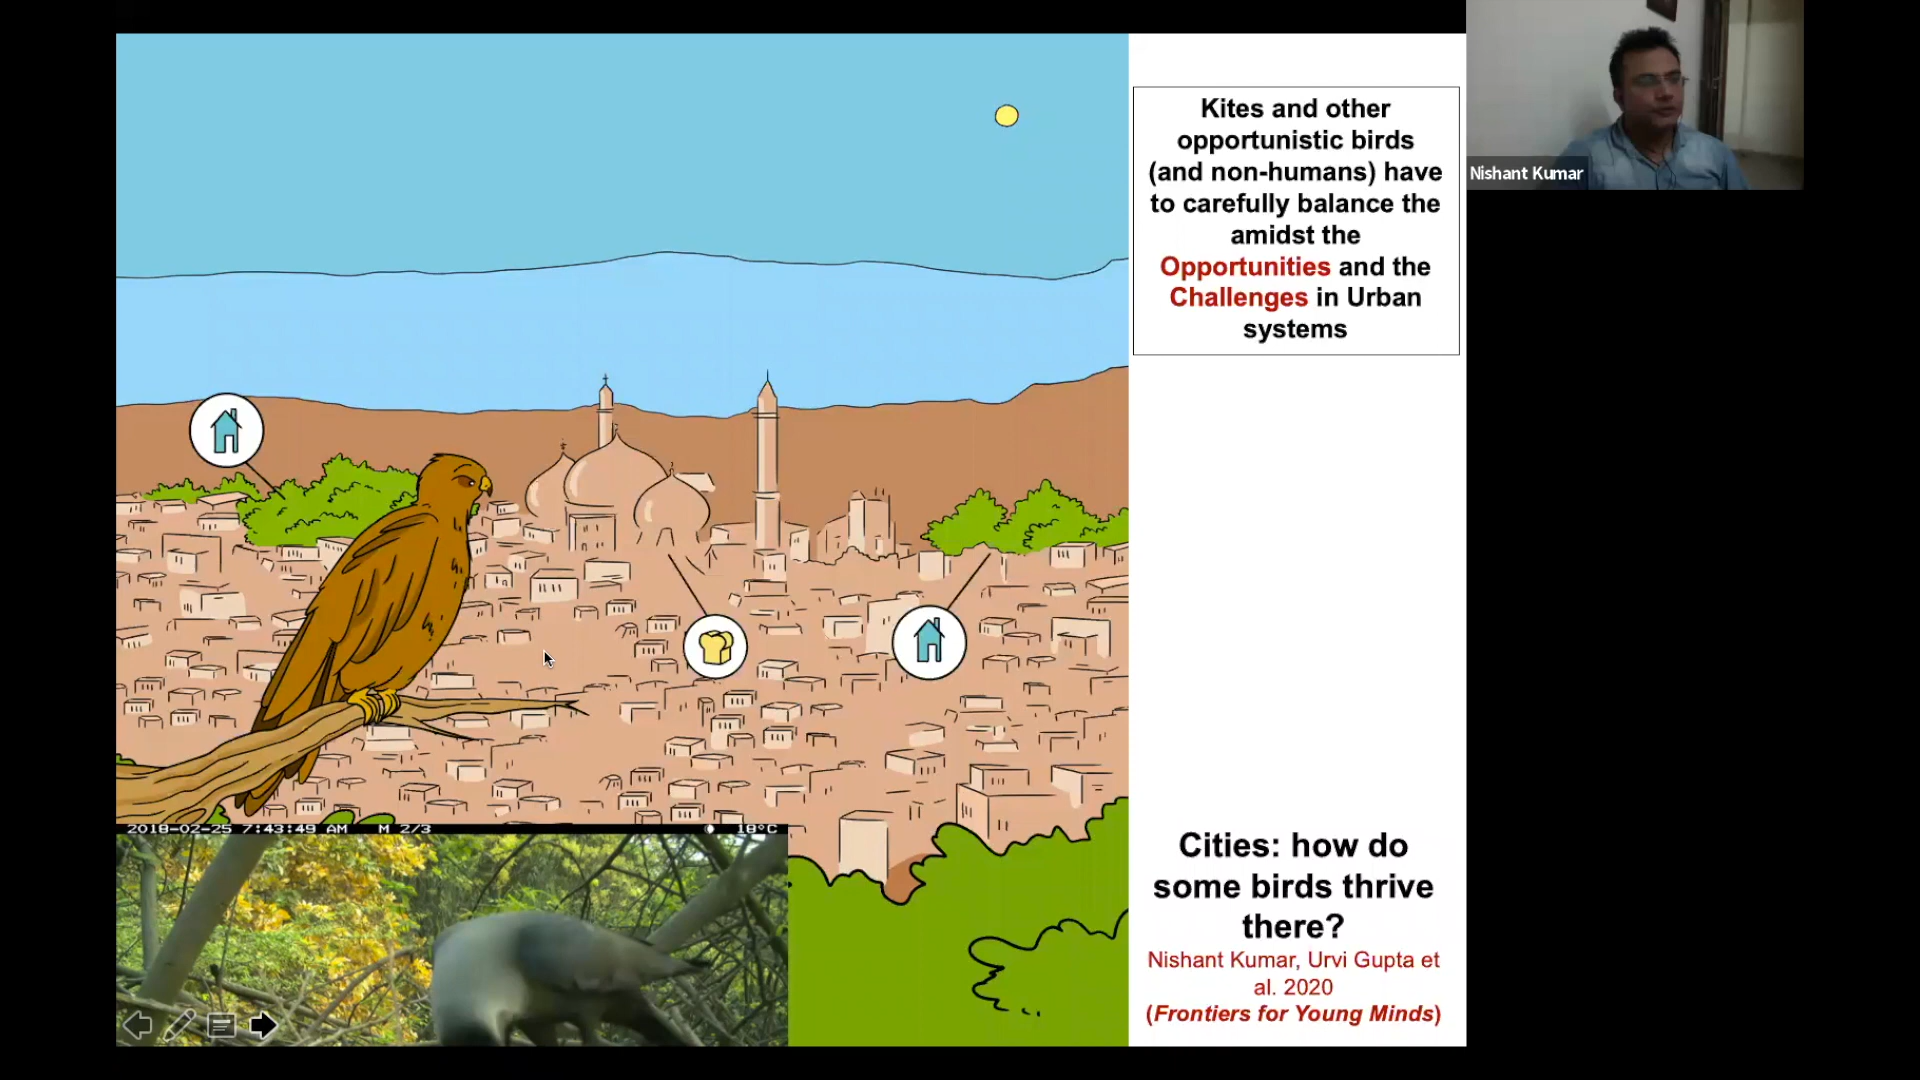 Kites and other
opportunistic birds
(and non-humans) have
to carefully balance the
amidst the
Opportunities and the
Challenges in Urban
systems
Nishant Kumar
2018-02-25 7:43:49 AM M 2/3 18°C
Cities: how do
some birds thrive
there?
Nishant Kumar, Urvi Gupta et
al. 2020
(Frontiers for Young Minds)